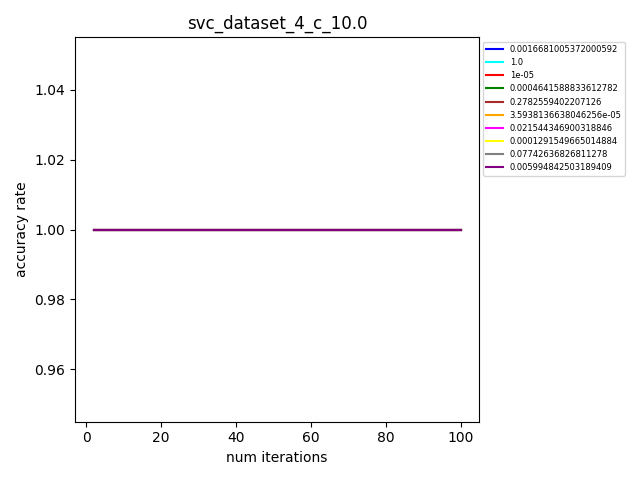 svc_dataset_4_c_10.0
0.0016681005372000592
1.0
1e-05
0.0004641588833612782
0.2782559402207126
3.5938136638046256e-05
0.021544346900318846
0.0001291549665014884
0.07742636826811278
0.005994842503189409
accuracy rate
1.04
1.02
1.00
0.98
0.96
0 20 40 60 80 100
num iterations